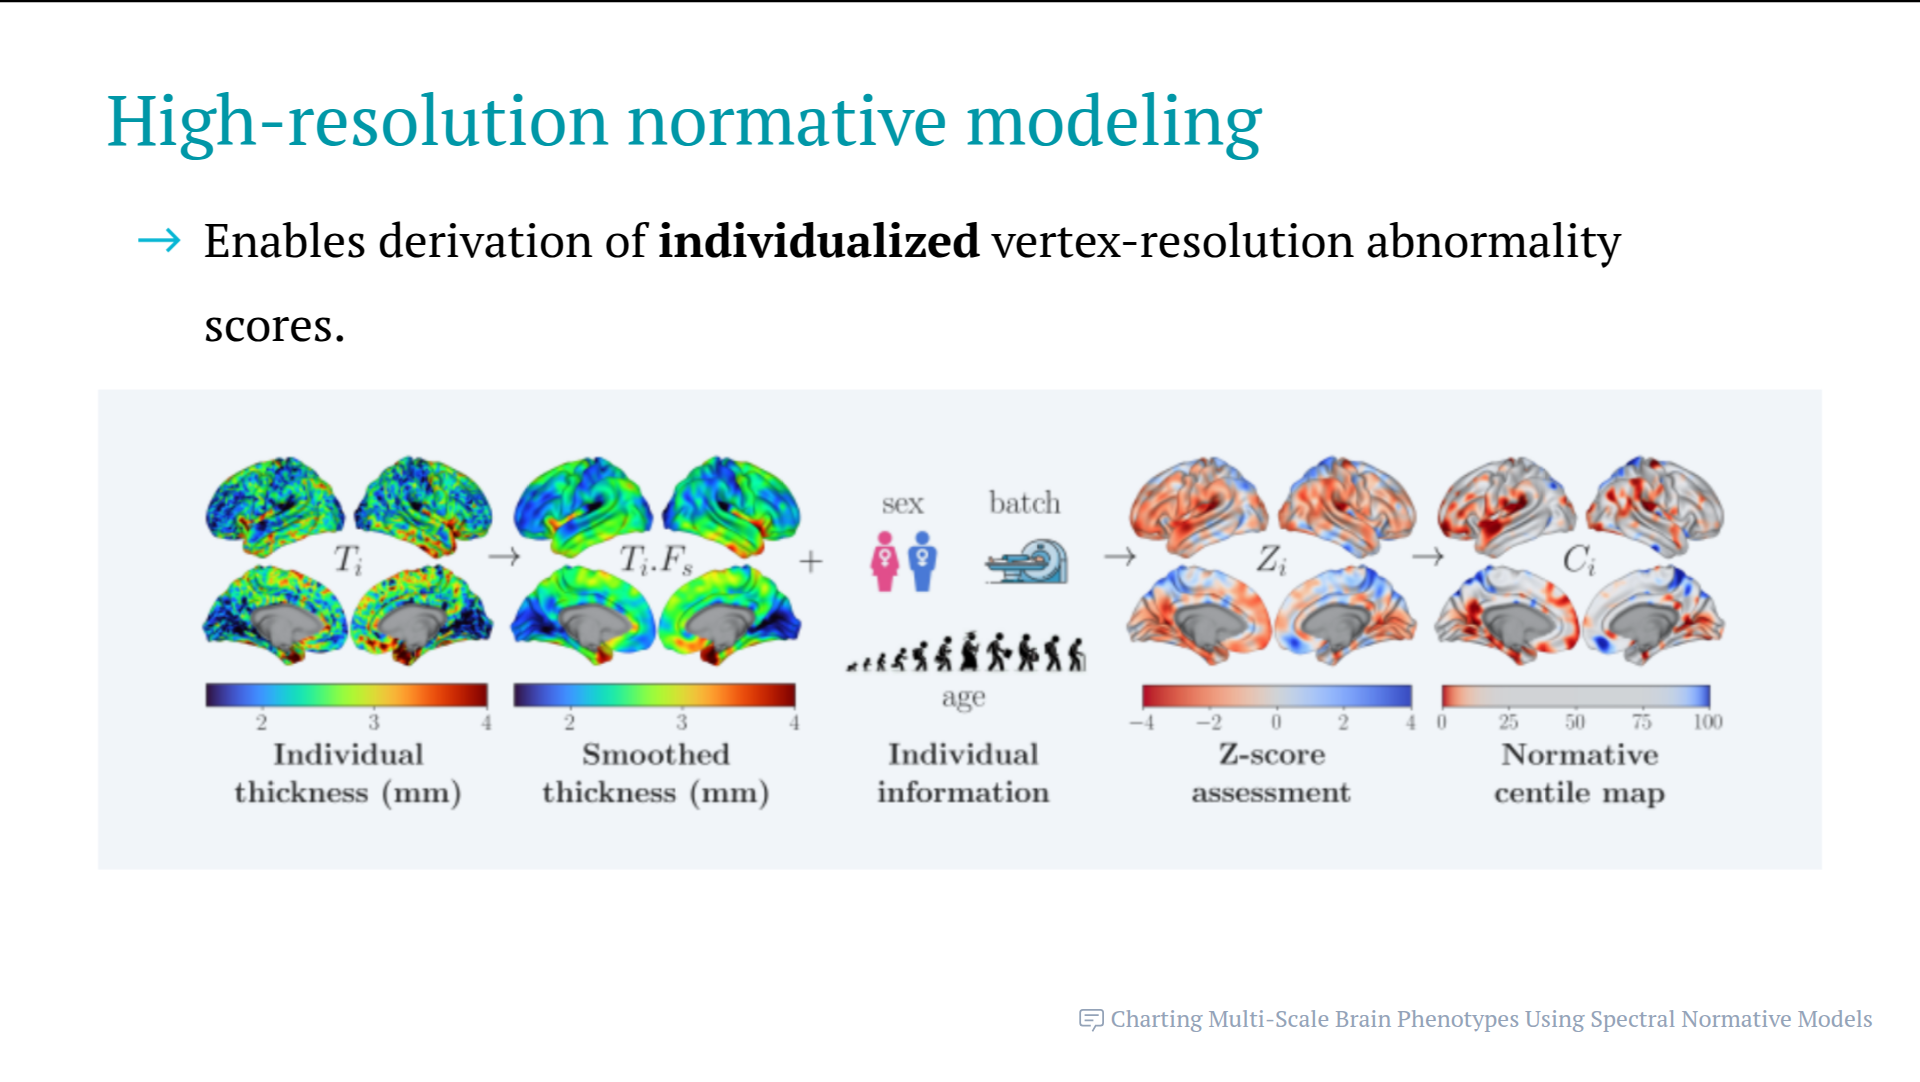 High-resolution normative modeling
→ Enables derivation of individualized vertex-resolution abnormality
scores.
T_i → T_i.F_s + sex batch → Z_i → C_i
age
2 3 4
2 3 4
−4 −2 0 2 4
0 25 50 75 100
Individual
thickness (mm)
Smoothed
thickness (mm)
Individual
information
Z-score
assessment
Normative
centile map
Charting Multi-Scale Brain Phenotypes Using Spectral Normative Models